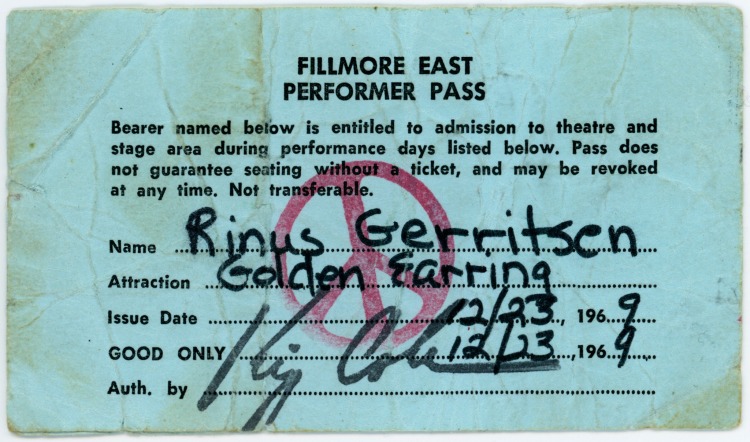 FILLMORE EAST
PERFORMER PASS
Bearer named below is entitled to admission to theatre and
stage area during performance days listed below. Pass does
not guarantee seating without a ticket, and may be revoked
at any time. Not transferable.
Name Rinus Gerritsen
Attraction Golden Earring
Issue Date 12/23, 1969
GOOD ONLY 12/23, 1969
Auth. by Kip